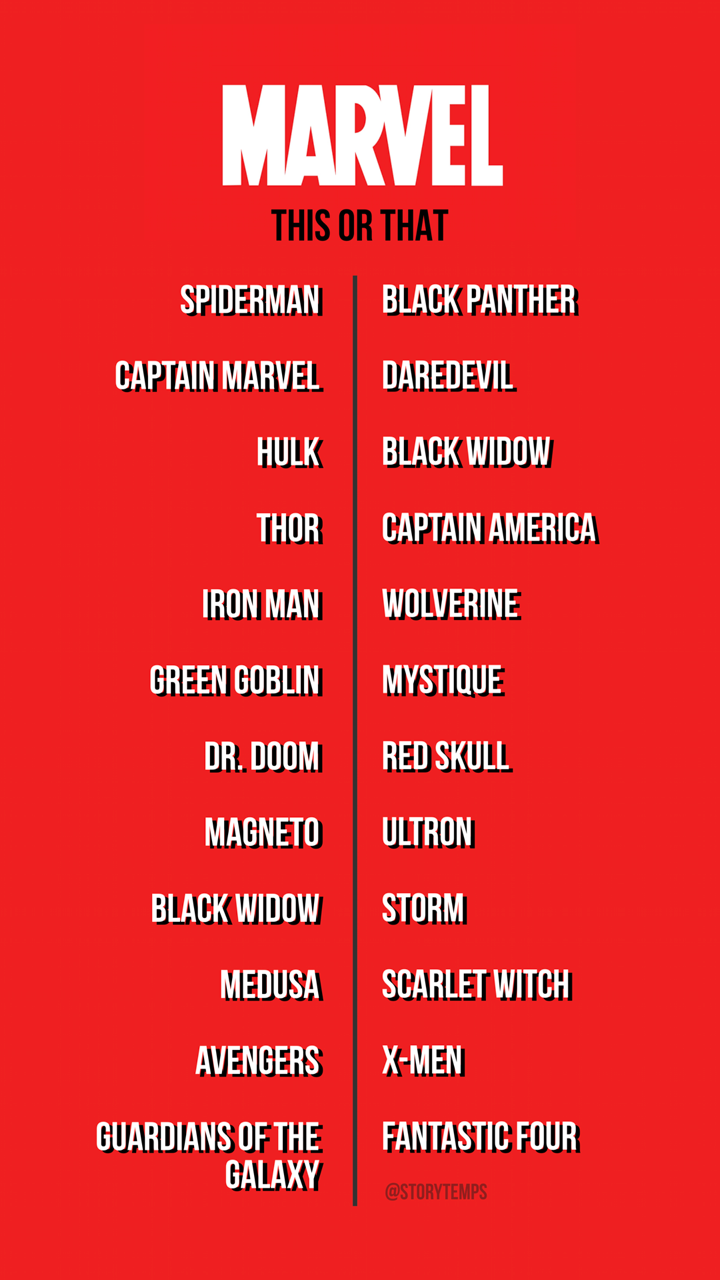 MARVEL
THIS OR THAT
SPIDERMAN BLACK PANTHER
CAPTAIN MARVEL DAREDEVIL
HULK BLACK WIDOW
THOR CAPTAIN AMERICA
IRON MAN WOLVERINE
GREEN GOBLIN MYSTIQUE
DR. DOOM RED SKULL
MAGNETO ULTRON
BLACK WIDOW STORM
MEDUSA SCARLET WITCH
AVENGERS X-MEN
GUARDIANS OF THE FANTASTIC FOUR
GALAXY
@STORYTEMPS